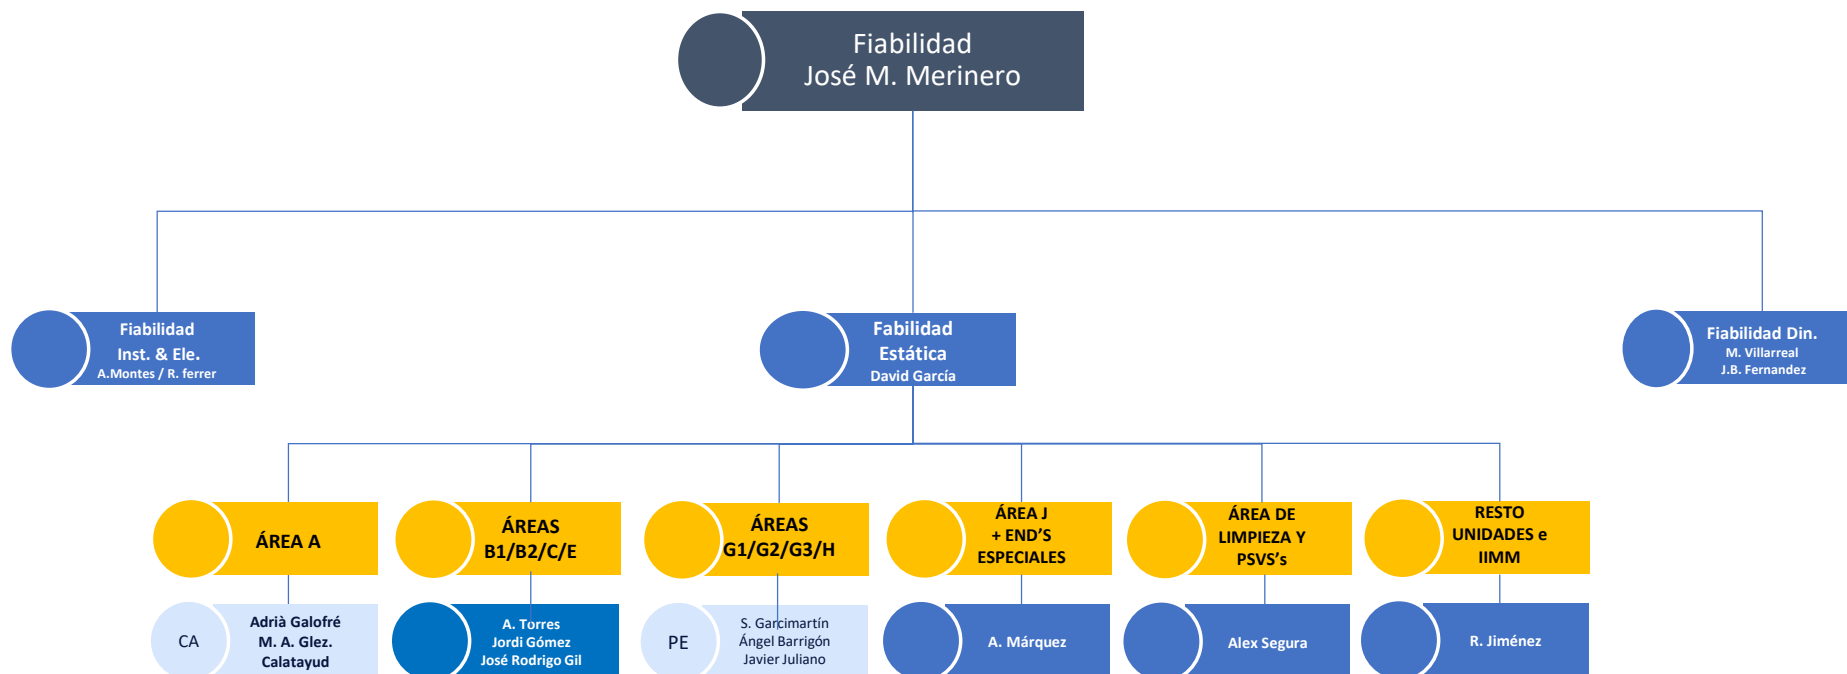 Fiabilidad
José M. Merinero
Fiabilidad
Inst. & Ele.
A.Montes / R. ferrer
Fabilidad
Estática
David García
Fiabilidad Din.
M. Villarreal
J.B. Fernandez
ÁREA A
ÁREAS
B1/B2/C/E
ÁREAS
G1/G2/G3/H
ÁREA J
+ END’S
ESPECIALES
ÁREA DE
LIMPIEZA Y
PSVS’s
RESTO
UNIDADES e
IIMM
CA
Adrià Galofré
M. A. Glez.
Calatayud
A. Torres
Jordi Gómez
José Rodrigo Gil
PE
S. Garcimartín
Ángel Barrigón
Javier Juliano
A. Márquez
Alex Segura
R. Jiménez